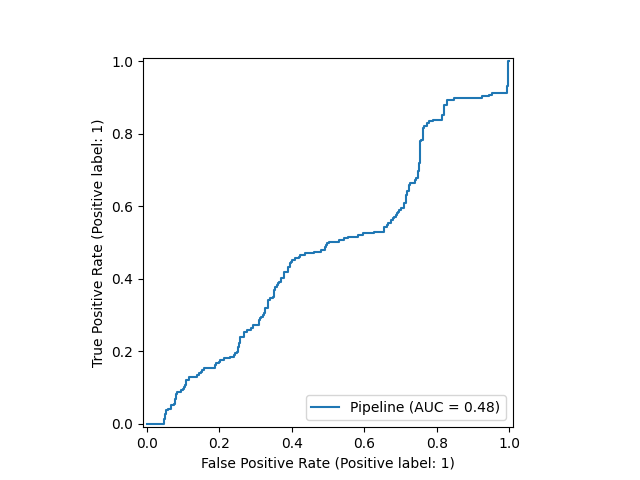 1.0
0.8
0.6
0.4
0.2
0.0
True Positive Rate (Positive label: 1)
Pipeline (AUC = 0.48)
0.0 0.2 0.4 0.6 0.8 1.0
False Positive Rate (Positive label: 1)